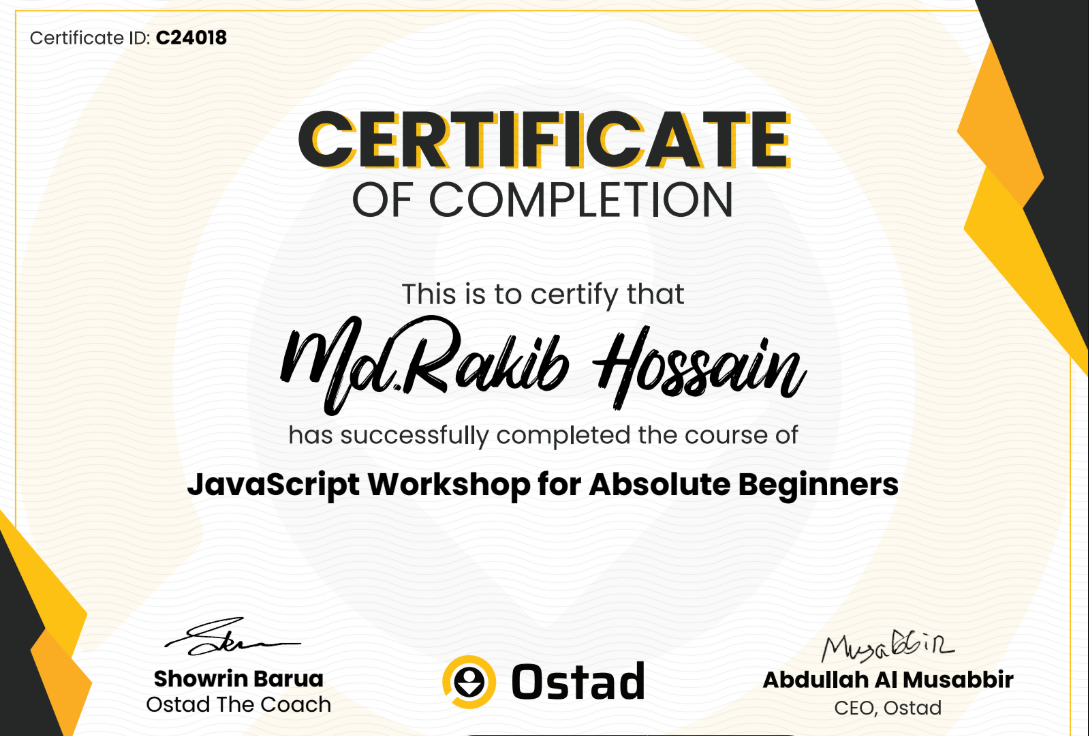 Certificate ID: C24018
CERTIFICATE
OF COMPLETION
This is to certify that
Md.Rakib Hossain
has successfully completed the course of
JavaScript Workshop for Absolute Beginners
Musabbir
Showrin Barua
Ostad The Coach
Ostad
Abdullah Al Musabbir
CEO, Ostad